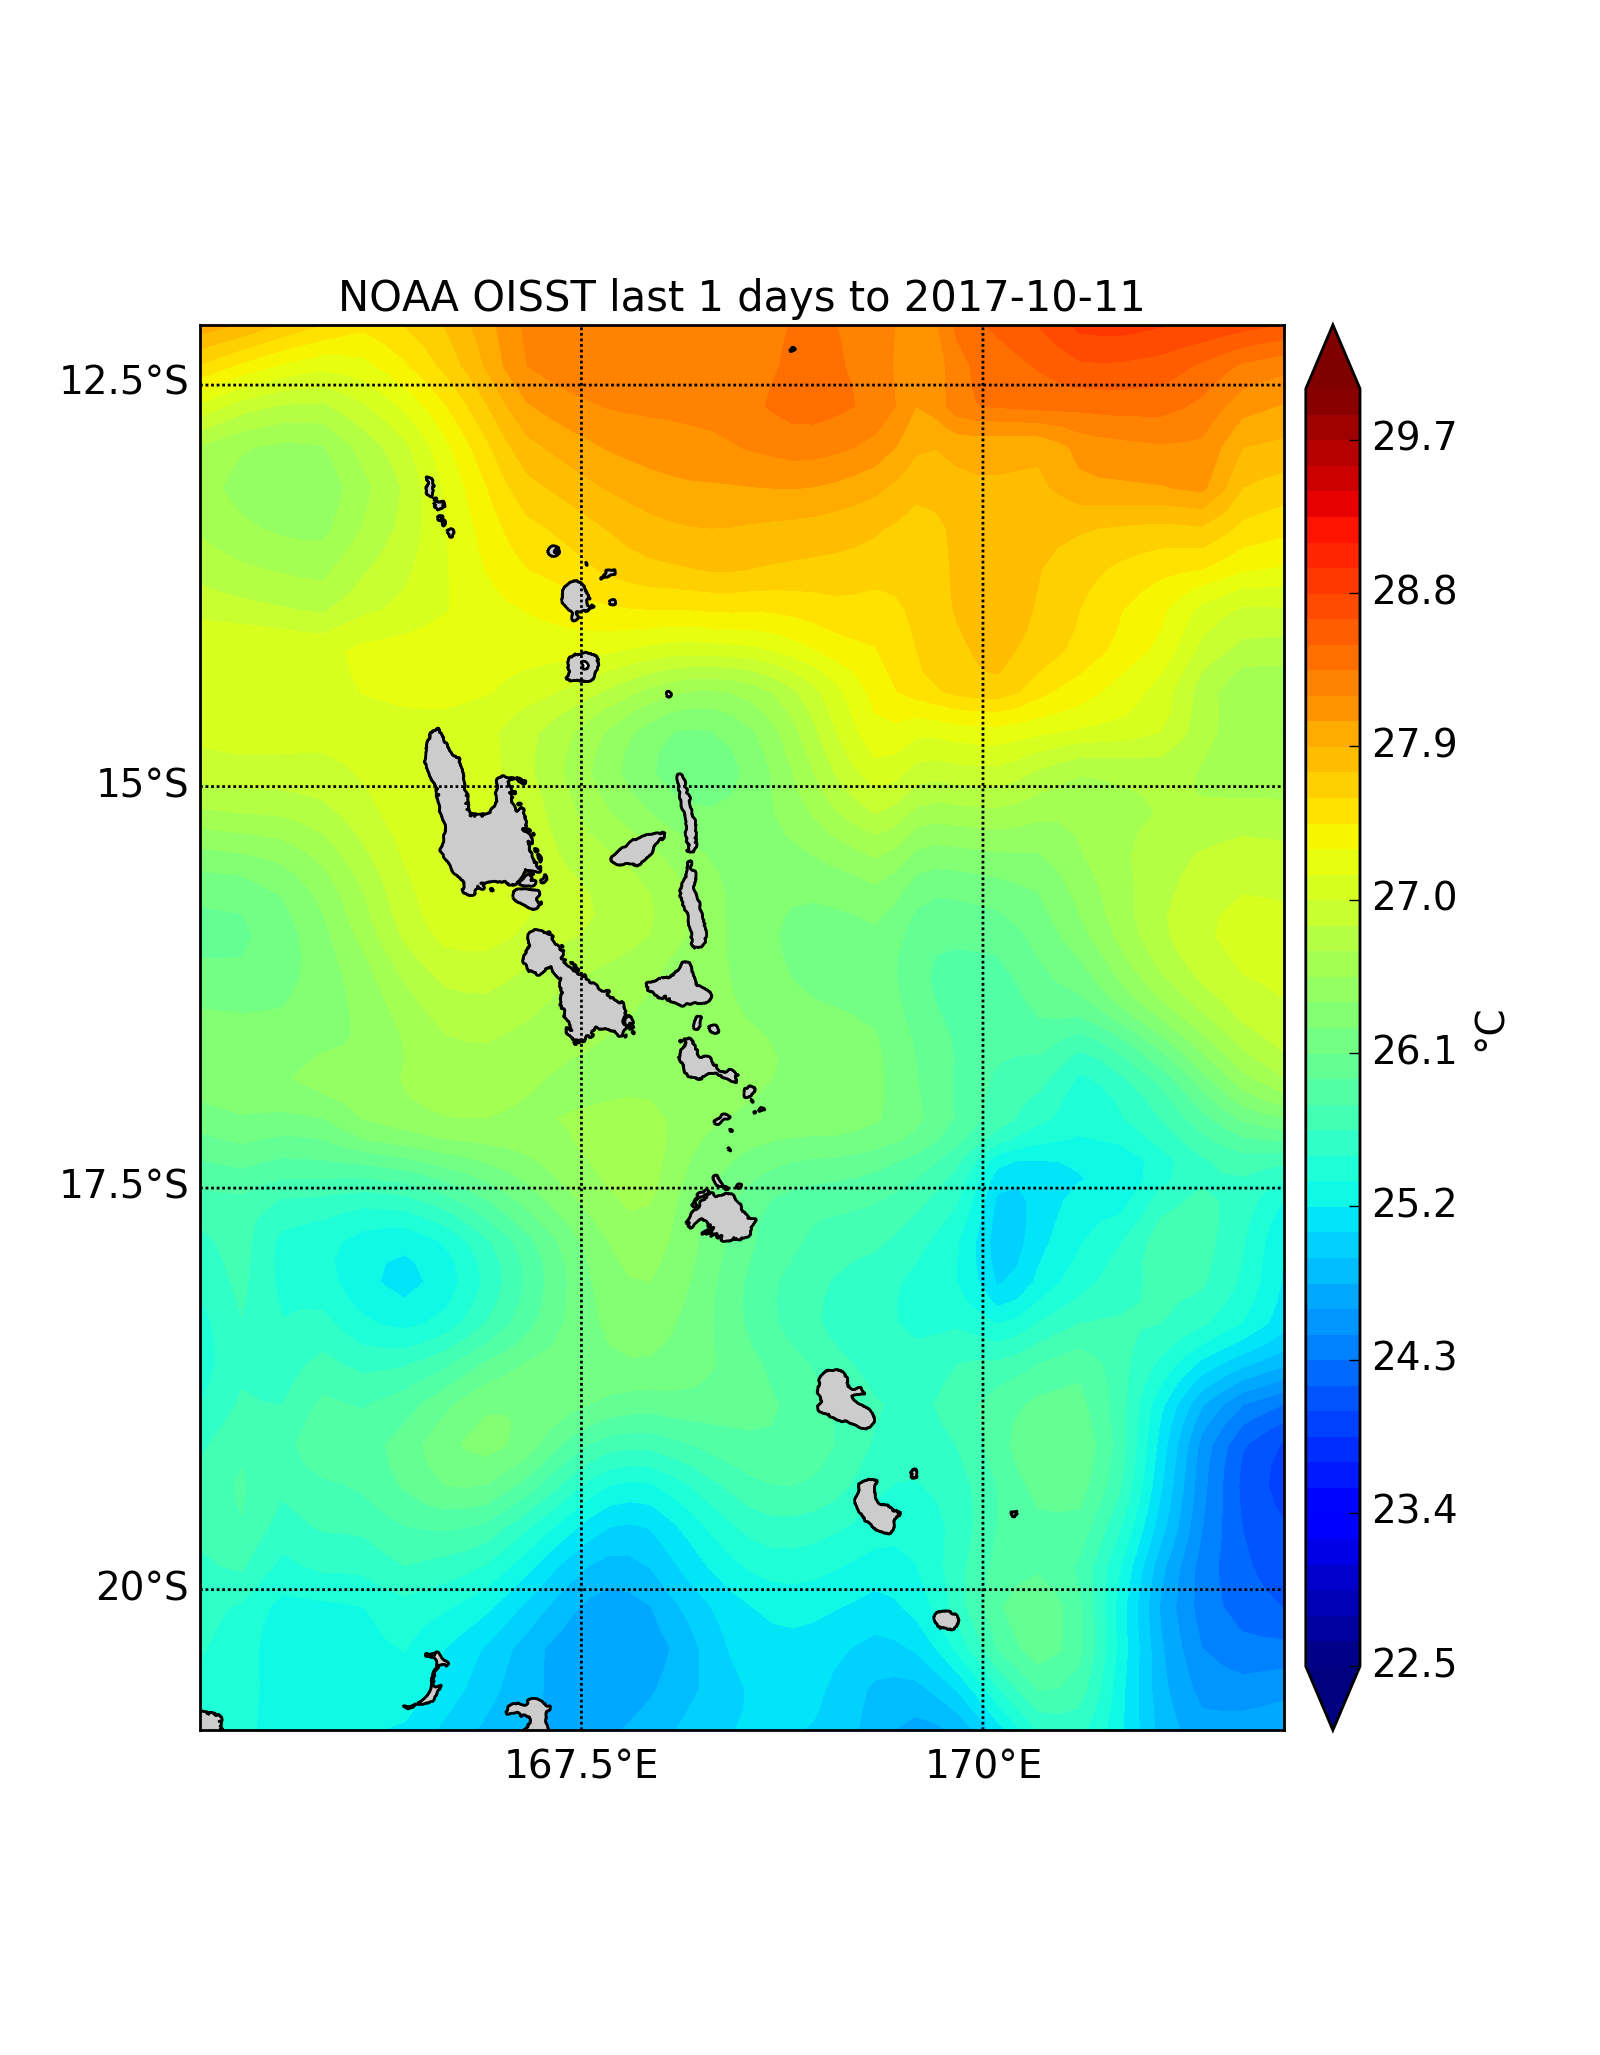 NOAA OISST last 1 days to 2017-10-11
12.5°S
15°S
17.5°S
20°S
167.5°E
170°E
29.7
28.8
27.9
27.0
26.1
25.2
24.3
23.4
22.5
°C